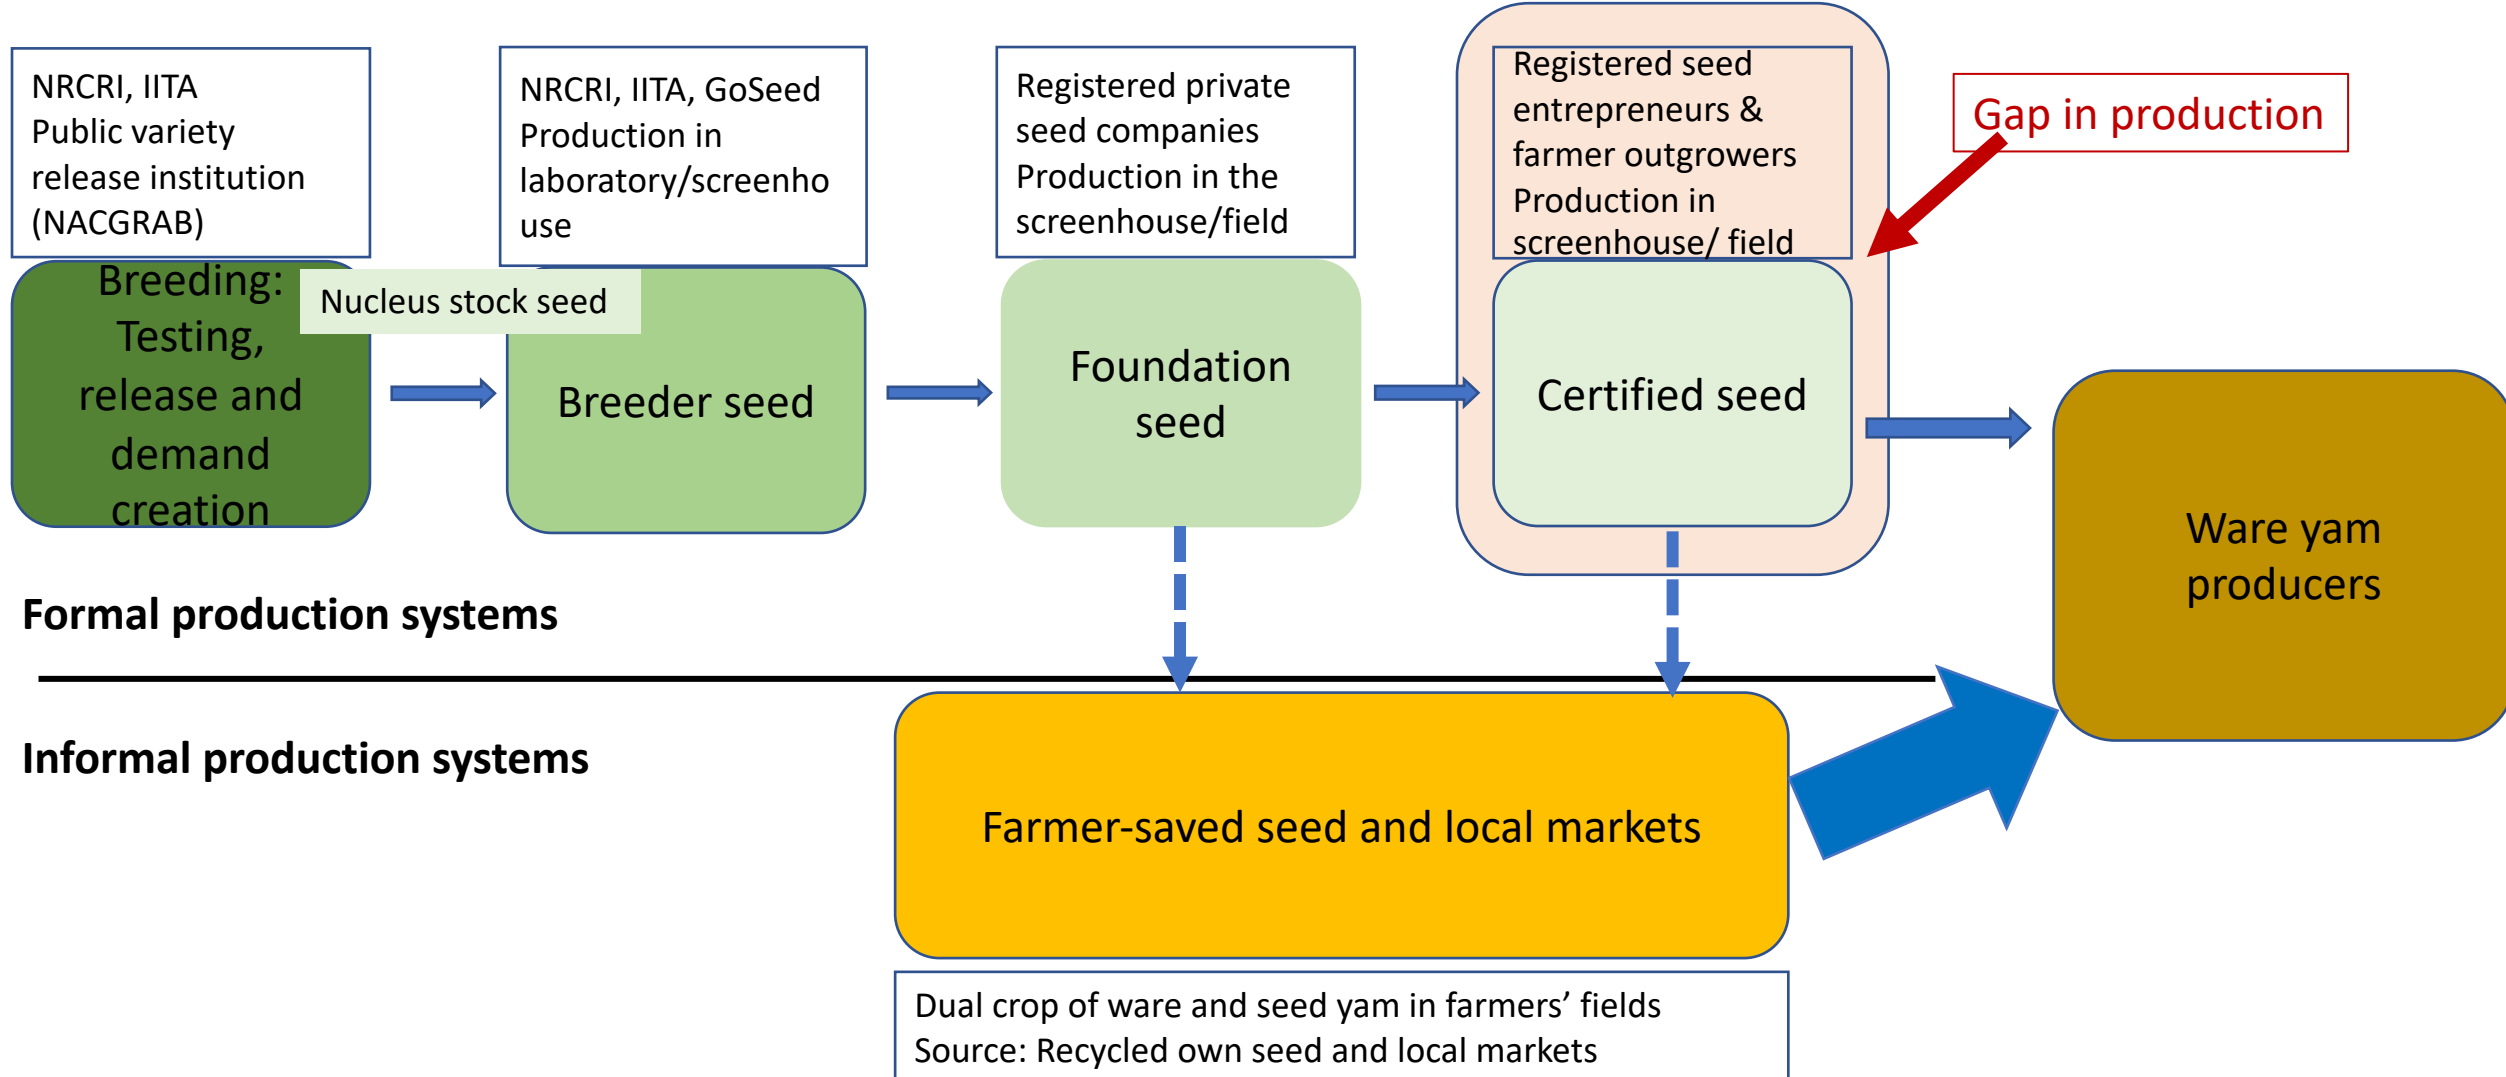 NRCRI, IITA
Public variety
release institution
(NACGRAB)
NRCRI, IITA, GoSeed
Production in
laboratory/screenho
use
Registered private
seed companies
Production in the
screenhouse/field
Registered seed
entrepreneurs &
farmer outgrowers
Production in
screenhouse/ field
Gap in production
Breeding:
Testing,
release and
demand
creation
Nucleus stock seed
Breeder seed
Foundation
seed
Certified seed
Ware yam
producers
Formal production systems
Informal production systems
Farmer-saved seed and local markets
Dual crop of ware and seed yam in farmers’ fields
Source: Recycled own seed and local markets